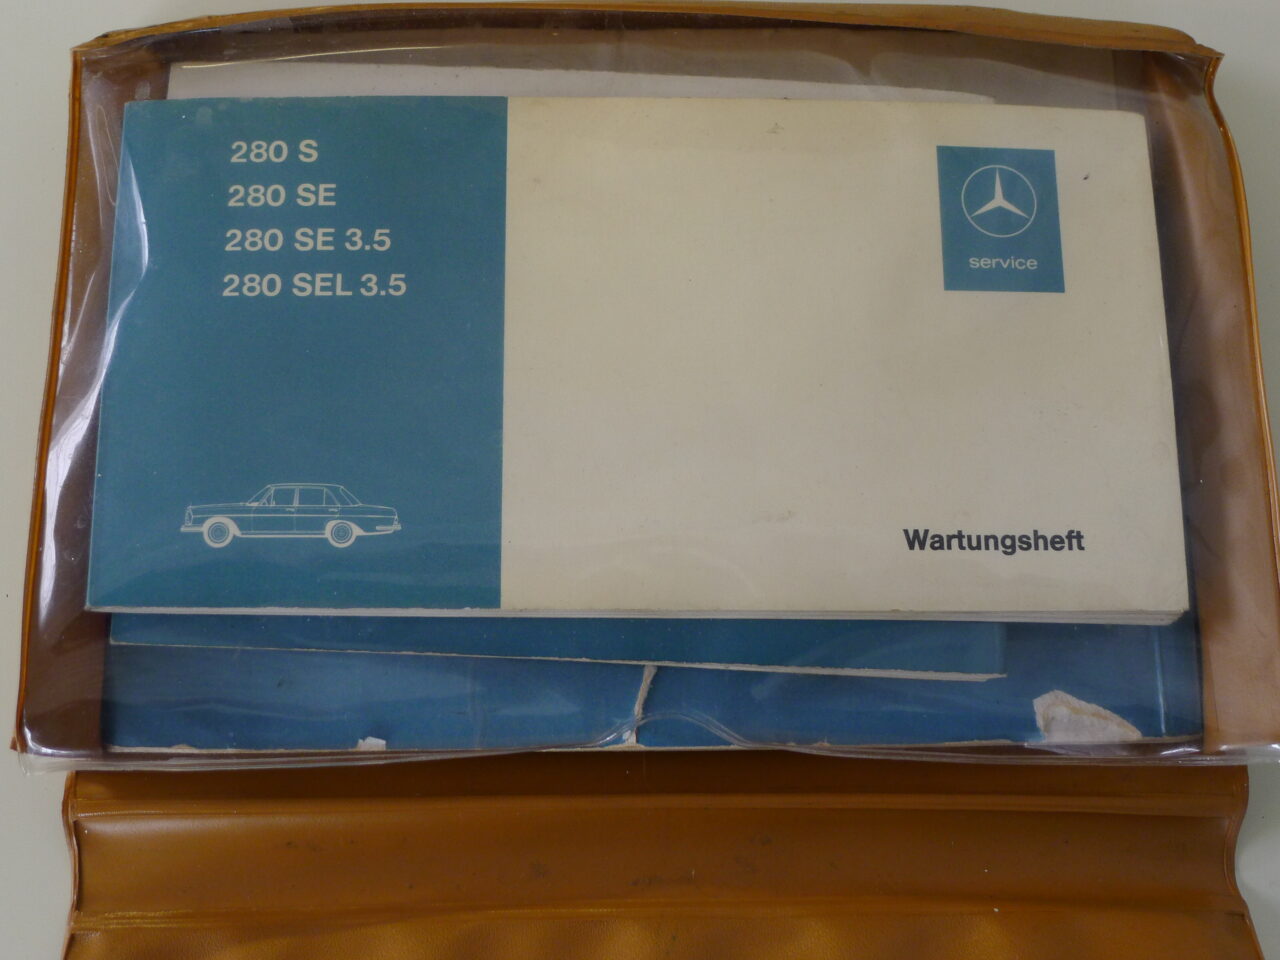 280 S
280 SE
280 SE 3.5
280 SEL 3.5
service
Wartungsheft